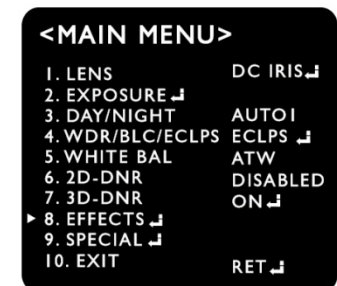 <MAIN MENU>
1. LENS DC IRIS↲
2. EXPOSURE↲
3. DAY/NIGHT AUTO1
4. WDR/BLC/ECLPS ECLPS ↲
5. WHITE BAL ATW
6. 2D-DNR DISABLED
7. 3D-DNR ON↲
▸ 8. EFFECTS↲
9. SPECIAL↲
10. EXIT RET↲